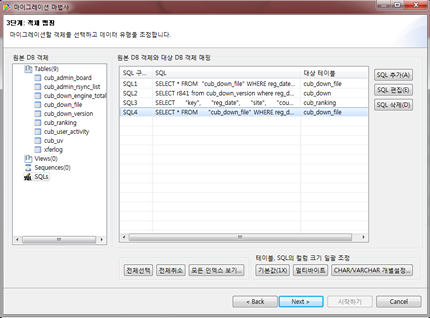 마이그레이션 마법사
3단계: 객체 맵핑
마이그레이션할 객체를 선택하고 데이터 유형을 조정합니다.
원본 DB 객체
Tables(9)
cub_admin_board
cub_admin_rsync_list
cub_down_engine_total
cub_down_file
cub_down_version
cub_ranking
cub_user_activity
cub_uv
xferlog
Views(0)
Sequences(0)
SQLs
원본 DB 객체와 대상 DB 객체 매핑
SQL 구... SQL 대상 테이블
SQL1 SELECT * FROM "cub_down_file" WHERE reg_date... cub_down_file
SQL2 SELECT r841 from cub_down_version where reg_d... cub_down
SQL3 SELECT "key", "reg_date", "site", "cou... cub_ranking
SQL4 SELECT * FROM "cub_down_file" WHERE reg_d... cub_down_file
SQL 추가(A)
SQL 편집(E)
SQL 삭제(D)
전체선택 전체취소 모든 인덱스 보기...
테이블, SQL의 컬럼 크기 일괄 조정
기본값(1X) 멀티바이트 CHAR/VARCHAR 개별설정...
< Back Next > 시작하기 Cancel